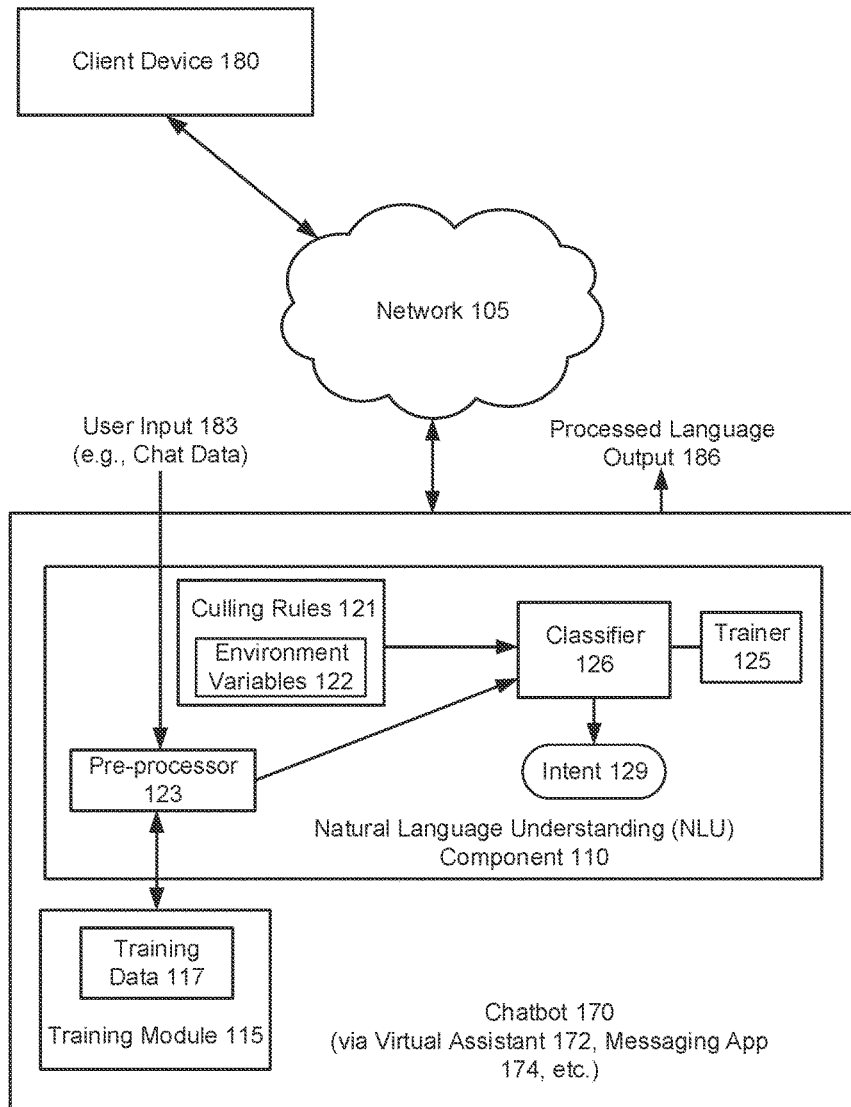 Client Device 180
Network 105
User Input 183
(e.g., Chat Data)
Processed Language
Output 186
Culling Rules 121
Environment
Variables 122
Classifier
126
Trainer
125
Pre-processor
123
Intent 129
Natural Language Understanding (NLU)
Component 110
Training
Data 117
Training Module 115
Chatbot 170
(via Virtual Assistant 172, Messaging App
174, etc.)